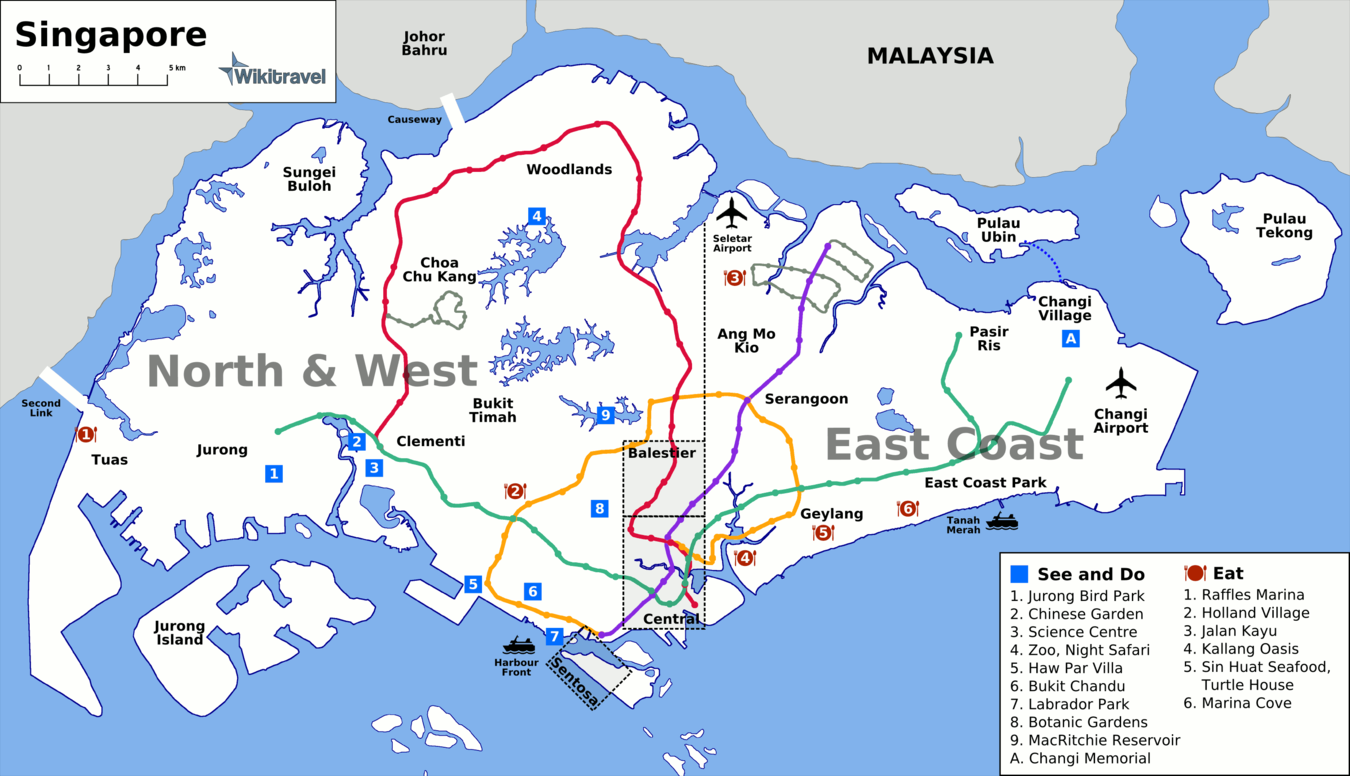 Singapore
0 1 2 3 4 5 km
Wikitravel
Johor
Bahru
MALAYSIA
Causeway
Sungei
Buloh
Woodlands
4
Seletar
Airport
3
Pulau
Ubin
Pulau
Tekong
Choa
Chu Kang
Changi
Village
A
Ang Mo
Kio
Pasir
Ris
North & West
Second
Link
1
Tuas
Jurong
1
2
3
Clementi
Bukit
Timah
9
Serangoon
Changi
Airport
East Coast
Balestier
2
8
East Coast Park
Geylang
6
5
Tanah
Merah
4
5
6
7
Central
Jurong
Island
Harbour
Front
Sentosa
See and Do
1. Jurong Bird Park
2. Chinese Garden
3. Science Centre
4. Zoo, Night Safari
5. Haw Par Villa
6. Bukit Chandu
7. Labrador Park
8. Botanic Gardens
9. MacRitchie Reservoir
A. Changi Memorial
Eat
1. Raffles Marina
2. Holland Village
3. Jalan Kayu
4. Kallang Oasis
5. Sin Huat Seafood,
Turtle House
6. Marina Cove